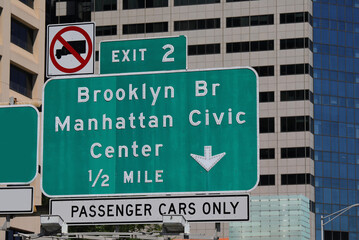 EXIT 2
Brooklyn Br
Manhattan Civic
Center
1/2 MILE
PASSENGER CARS ONLY